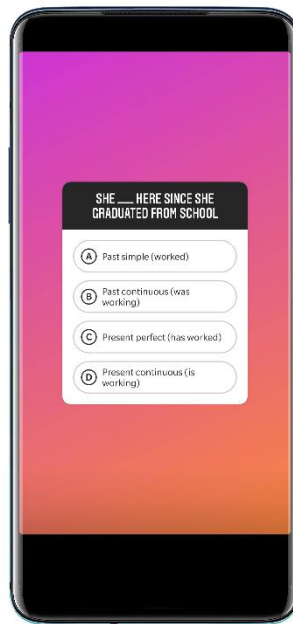 SHE ___ HERE SINCE SHE
GRADUATED FROM SCHOOL
A Past simple (worked)
B Past continuous (was
working)
C Present perfect (has worked)
D Present continuous (is
working)